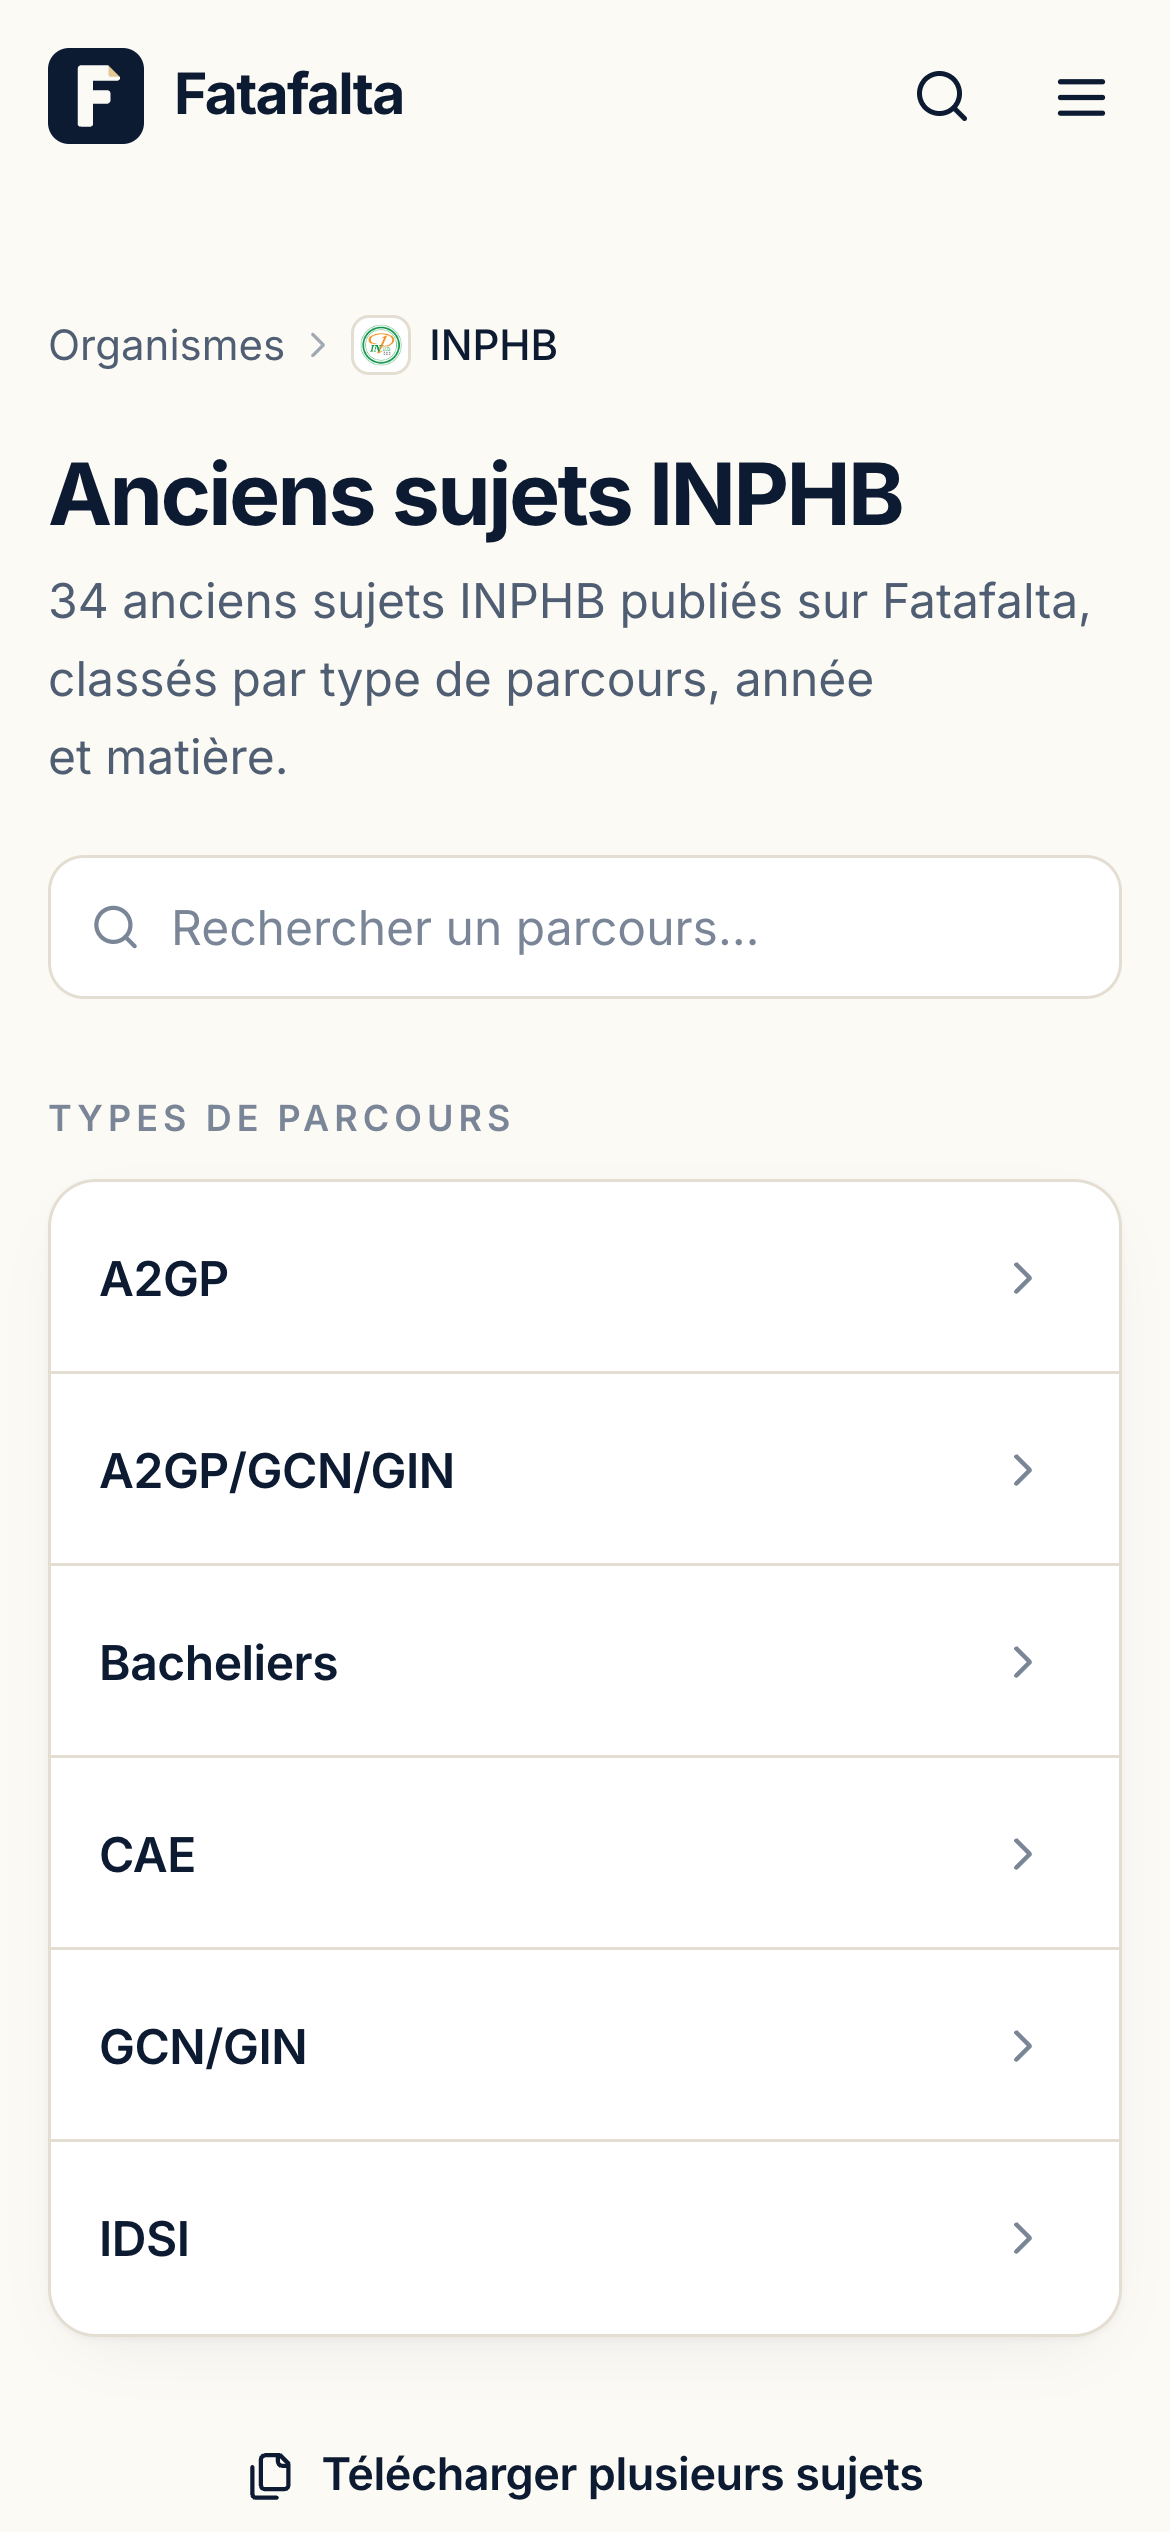 Fatafalta
Organismes
INPHB
Anciens sujets INPHB
34 anciens sujets INPHB publiés sur Fatafalta,
classés par type de parcours, année
et matière.
Rechercher un parcours...
TYPES DE PARCOURS
A2GP
A2GP/GCN/GIN
Bacheliers
CAE
GCN/GIN
IDSI
Télécharger plusieurs sujets